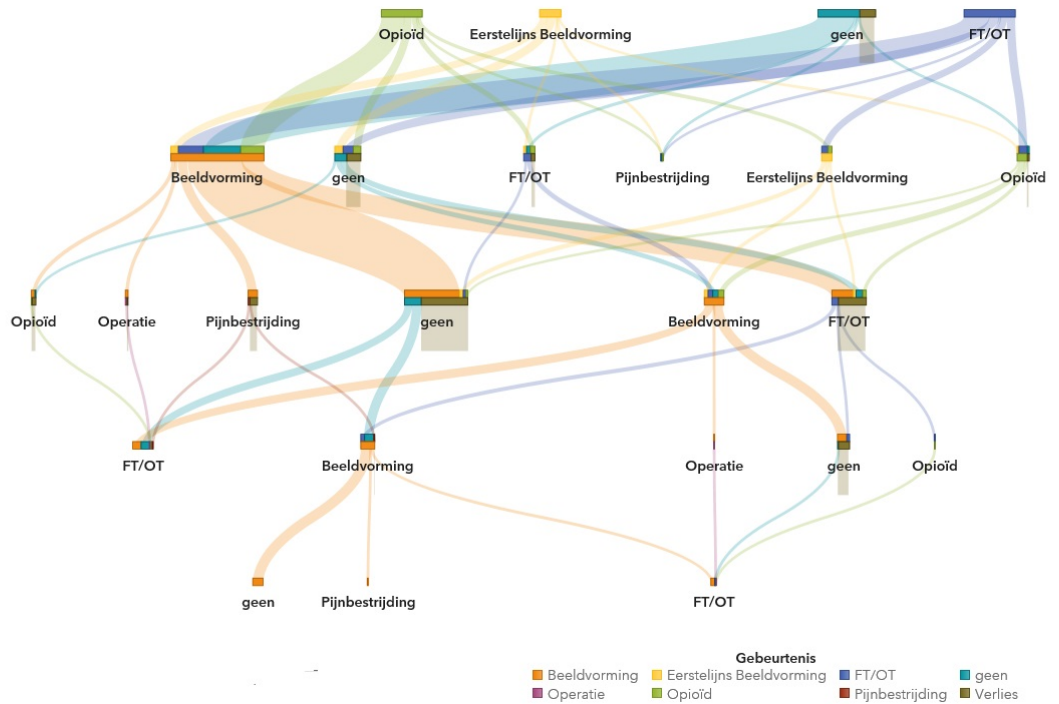 Opioïd Eerstelijns Beeldvorming geen FT/OT
Beeldvorming geen FT/OT Pijnbestrijding Eerstelijns Beeldvorming Opioïd
Opioïd Operatie Pijnbestrijding geen Beeldvorming FT/OT
FT/OT Beeldvorming Operatie geen Opioïd
geen Pijnbestrijding FT/OT
Gebeurtenis
Beeldvorming Eerstelijns Beeldvorming FT/OT geen
Operatie Opioïd Pijnbestrijding Verlies